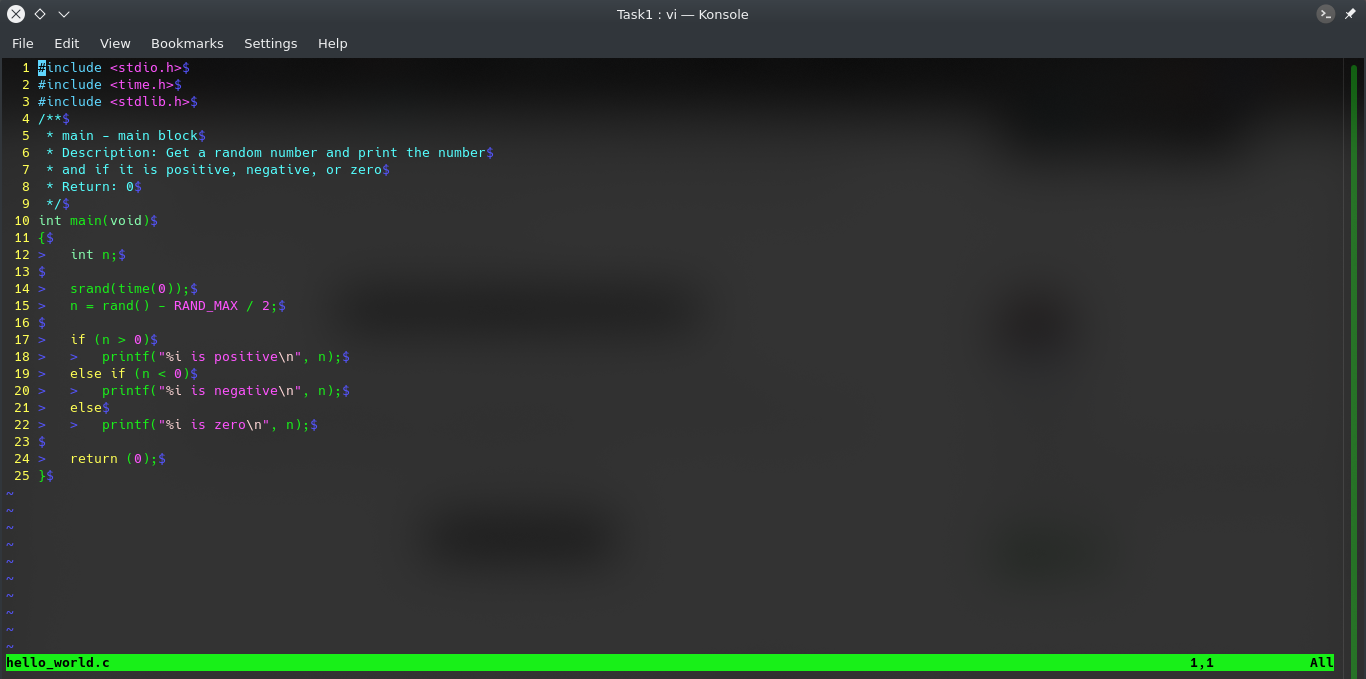 Task1 : vi — Konsole
File Edit View Bookmarks Settings Help
1 #include <stdio.h>$
2 #include <time.h>$
3 #include <stdlib.h>$
4 /**$
5  * main - main block$
6  * Description: Get a random number and print the number$
7  * and if it is positive, negative, or zero$
8  * Return: 0$
9  */$
10 int main(void)$
11 {$
12 >   int n;$
13 $
14 >   srand(time(0));$
15 >   n = rand() - RAND_MAX / 2;$
16 $
17 >   if (n > 0)$
18 >   >   printf("%i is positive\n", n);$
19 >   else if (n < 0)$
20 >   >   printf("%i is negative\n", n);$
21 >   else$
22 >   >   printf("%i is zero\n", n);$
23 $
24 >   return (0);$
25 }$
~
~
~
~
~
~
~
~
~
~
hello_world.c 1,1 All